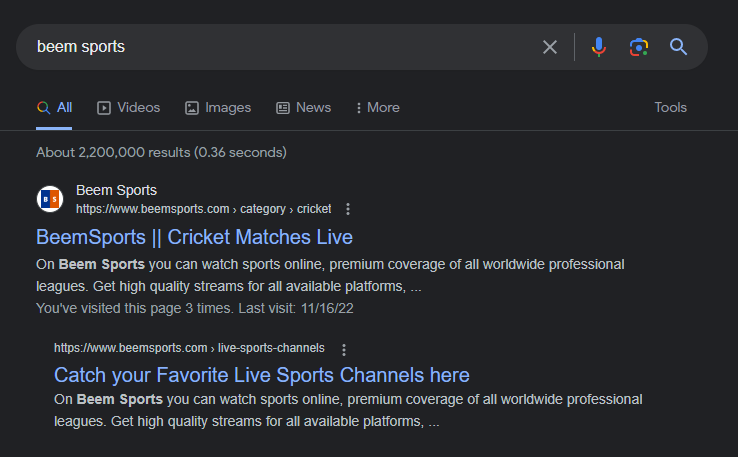 beem sports
All Videos Images News More Tools
About 2,200,000 results (0.36 seconds)
B S
Beem Sports
https://www.beemsports.com › category › cricket
BeemSports || Cricket Matches Live
On Beem Sports you can watch sports online, premium coverage of all worldwide professional
leagues. Get high quality streams for all available platforms, ...
You've visited this page 3 times. Last visit: 11/16/22
https://www.beemsports.com › live-sports-channels
Catch your Favorite Live Sports Channels here
On Beem Sports you can watch sports online, premium coverage of all worldwide professional
leagues. Get high quality streams for all available platforms, ...